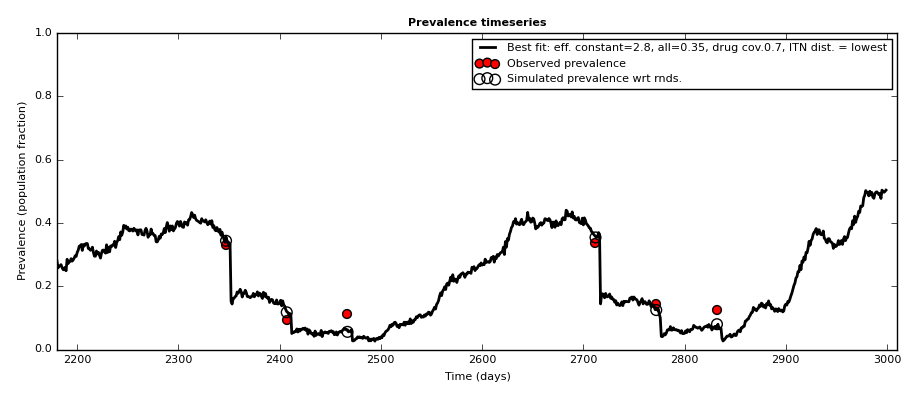 Prevalence timeseries
1.0
Best fit: eff. constant=2.8, all=0.35, drug cov.0.7, ITN dist. = lowest
Observed prevalence
Simulated prevalence wrt rnds.
0.8
0.6
0.4
0.2
0.0
Prevalence (population fraction)
2200 2300 2400 2500 2600 2700 2800 2900 3000
Time (days)